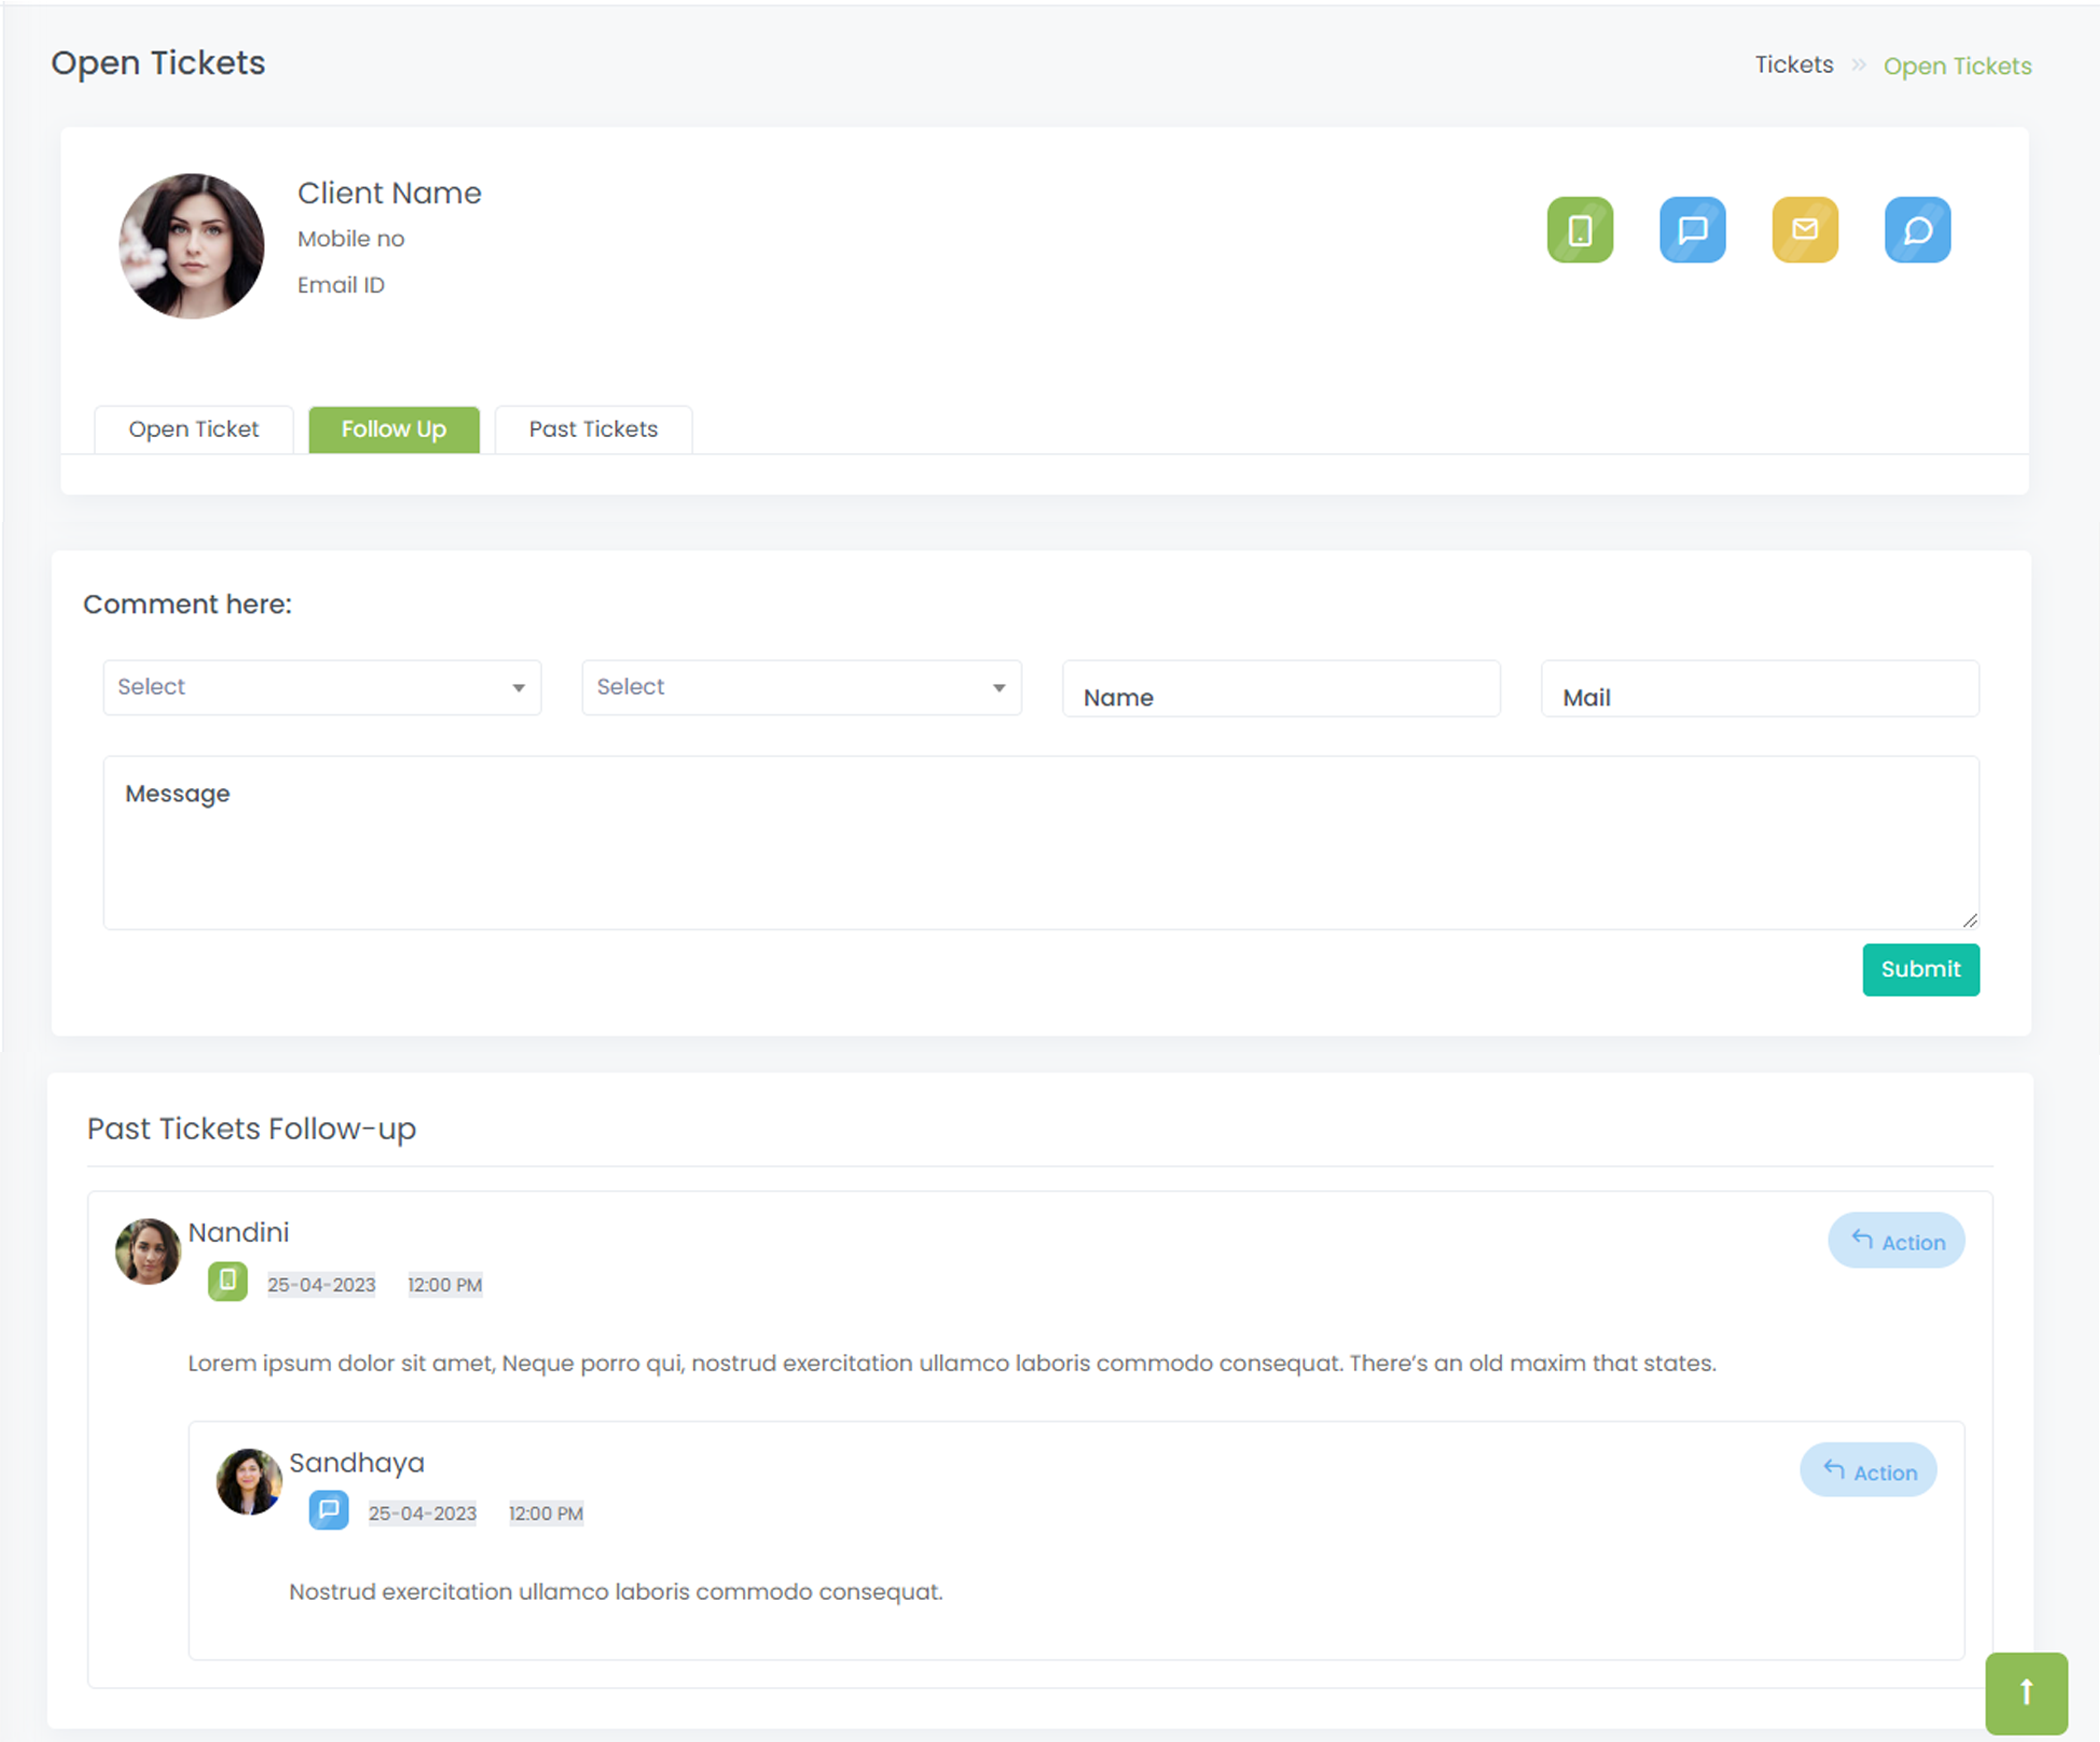 Open Tickets
Tickets » Open Tickets
Client Name
Mobile no
Email ID
Open Ticket Follow Up Past Tickets
Comment here:
Select Select Name Mail
Message
Submit
Past Tickets Follow-up
Nandini
Action
25-04-2023 12:00 PM
Lorem ipsum dolor sit amet, Neque porro qui, nostrud exercitation ullamco laboris commodo consequat. There’s an old maxim that states.
Sandhaya
Action
25-04-2023 12:00 PM
Nostrud exercitation ullamco laboris commodo consequat.